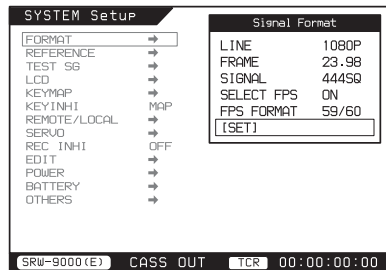 SYSTEM Setup
FORMAT →
REFERENCE →
TEST SG →
LCD →
KEYMAP →
KEYINHI MAP
REMOTE/LOCAL →
SERVO →
REC INHI OFF
EDIT →
POWER →
BATTERY →
OTHERS →
Signal Format
LINE 1080P
FRAME 23.98
SIGNAL 444SQ
SELECT FPS ON
FPS FORMAT 59/60
[SET]
SRW-9000(E) CASS OUT TCR 00:00:00:00